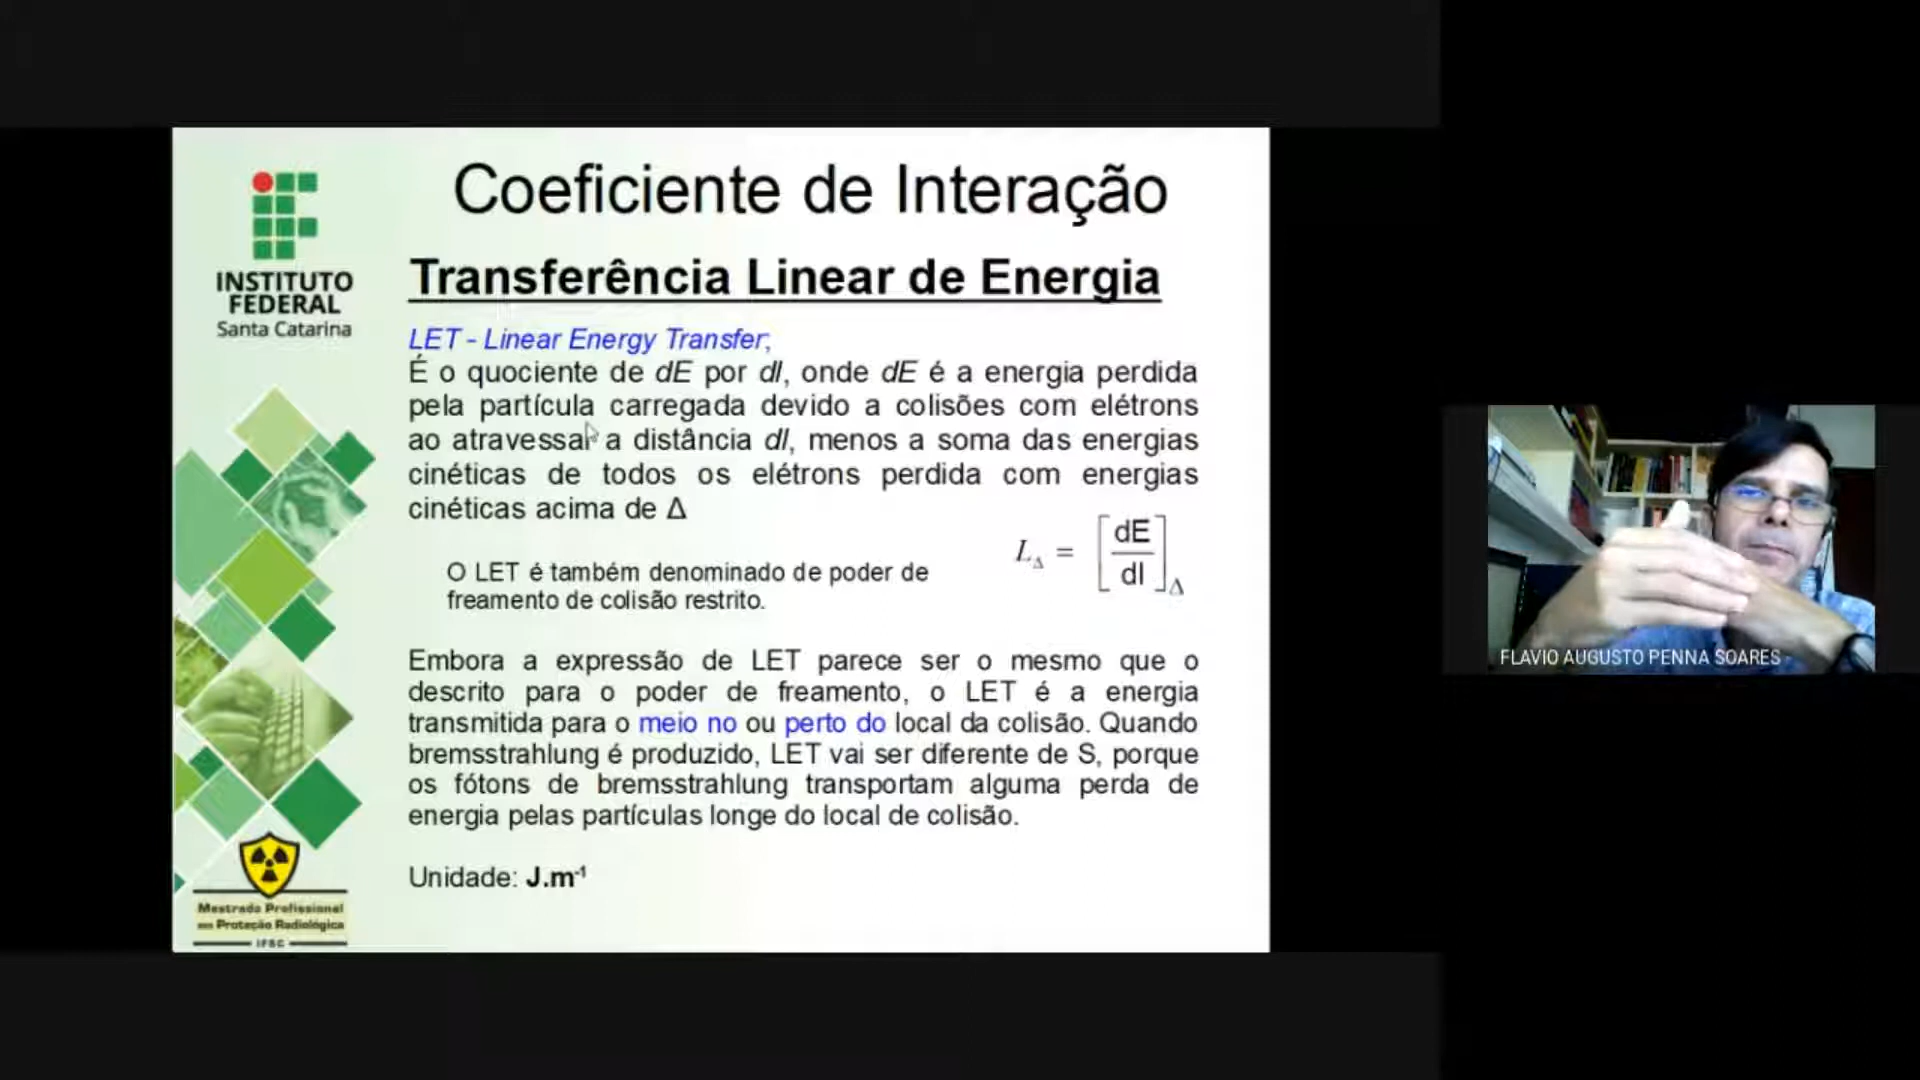 Coeficiente de Interação
INSTITUTO
FEDERAL
Santa Catarina
Transferência Linear de Energia
LET - Linear Energy Transfer;
É o quociente de dE por dl, onde dE é a energia perdida
pela partícula carregada devido a colisões com elétrons
ao atravessar a distância dl, menos a soma das energias
cinéticas de todos os elétrons perdida com energias
cinéticas acima de Δ
L_Δ = [dE/dl]_Δ
O LET é também denominado de poder de
freamento de colisão restrito.
Embora a expressão de LET parece ser o mesmo que o
descrito para o poder de freamento, o LET é a energia
transmitida para o meio no ou perto do local da colisão. Quando
bremsstrahlung é produzido, LET vai ser diferente de S, porque
os fótons de bremsstrahlung transportam alguma perda de
energia pelas partículas longe do local de colisão.
Unidade: J.m⁻¹
Mestrado Profissional
em Proteção Radiológica
IFSC
FLAVIO AUGUSTO PENNA SOARES